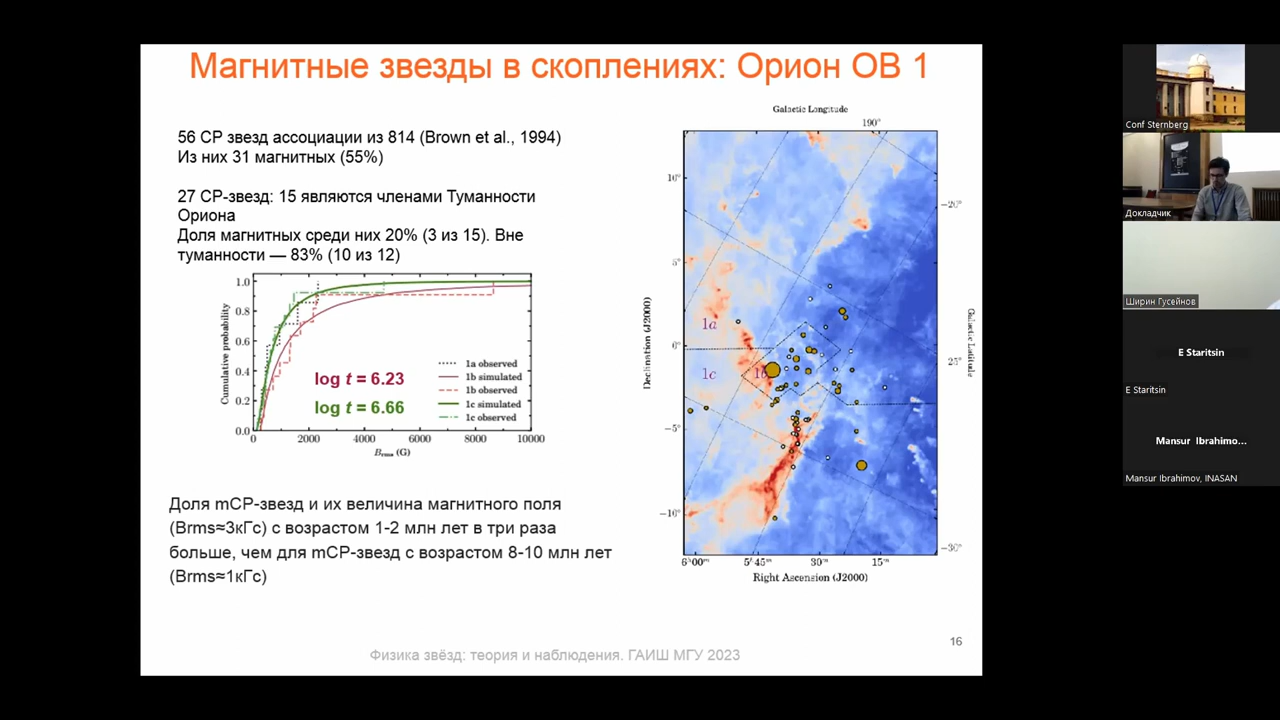 Магнитные звезды в скоплениях: Орион ОВ 1
56 СР звезд ассоциации из 814 (Brown et al., 1994)
Из них 31 магнитных (55%)
27 СР-звезд: 15 являются членами Туманности
Ориона
Доля магнитных среди них 20% (3 из 15). Вне
туманности — 83% (10 из 12)
Cumulative probability
1.0
0.8
0.6
0.4
0.2
0.0
0
2000
4000
6000
8000
10000
Brms (G)
log t = 6.23
log t = 6.66
1a observed
1b simulated
1b observed
1c simulated
1c observed
Доля mCP-звезд и их величина магнитного поля
(Brms≈3кГс) с возрастом 1-2 млн лет в три раза
больше, чем для mCP-звезд с возрастом 8-10 млн лет
(Brms≈1кГс)
Galactic Longitude
190°
10°
5°
0°
−5°
−10°
Declination (J2000)
1a
1c
1b
−20°
25°
−30°
Galactic Latitude
6ʰ00ᵐ
5ʰ45ᵐ
30ᵐ
15ᵐ
Right Ascension (J2000)
16
Физика звёзд: теория и наблюдения. ГАИШ МГУ 2023
Conf Sternberg
Докладчик
Ширин Гусейнов
E Staritsin
E Staritsin
Mansur Ibrahimo...
Mansur Ibrahimov, INASAN